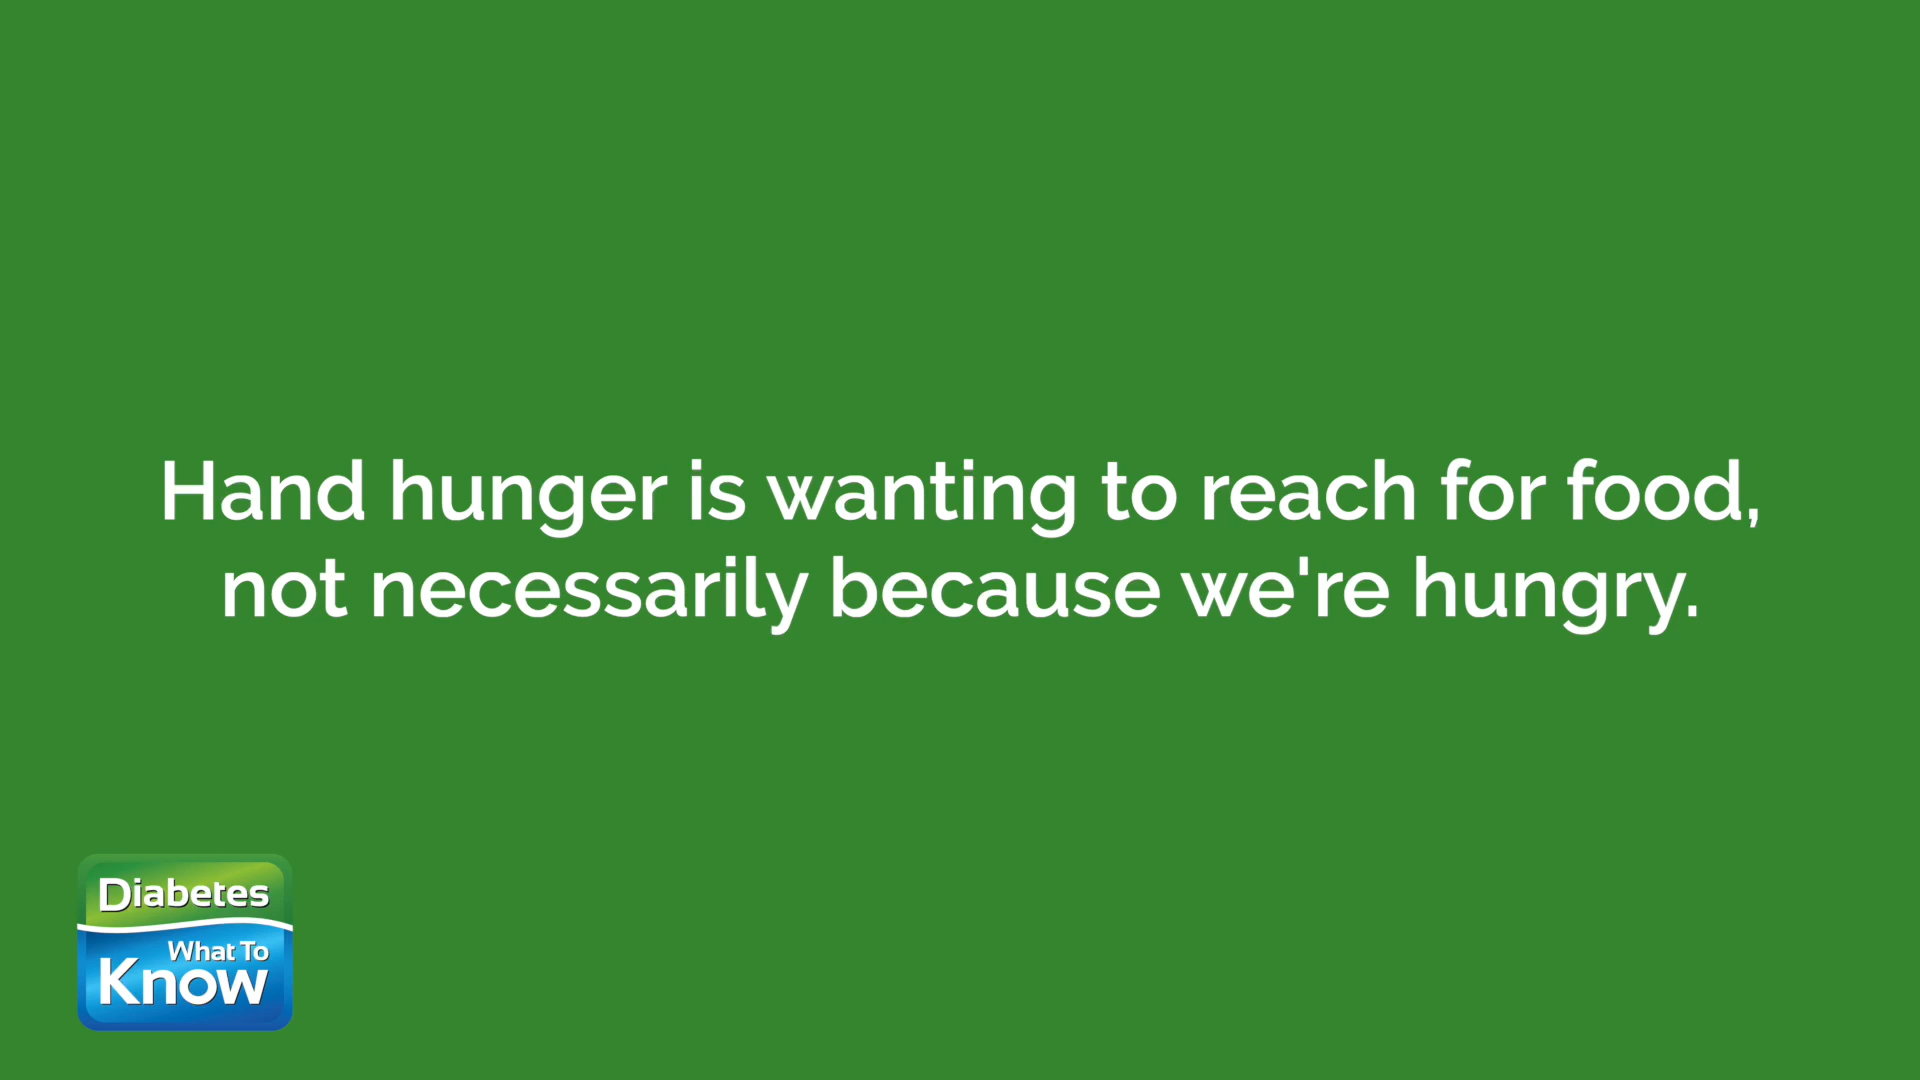 Hand hunger is wanting to reach for food,
not necessarily because we're hungry.
Diabetes
What To
Know